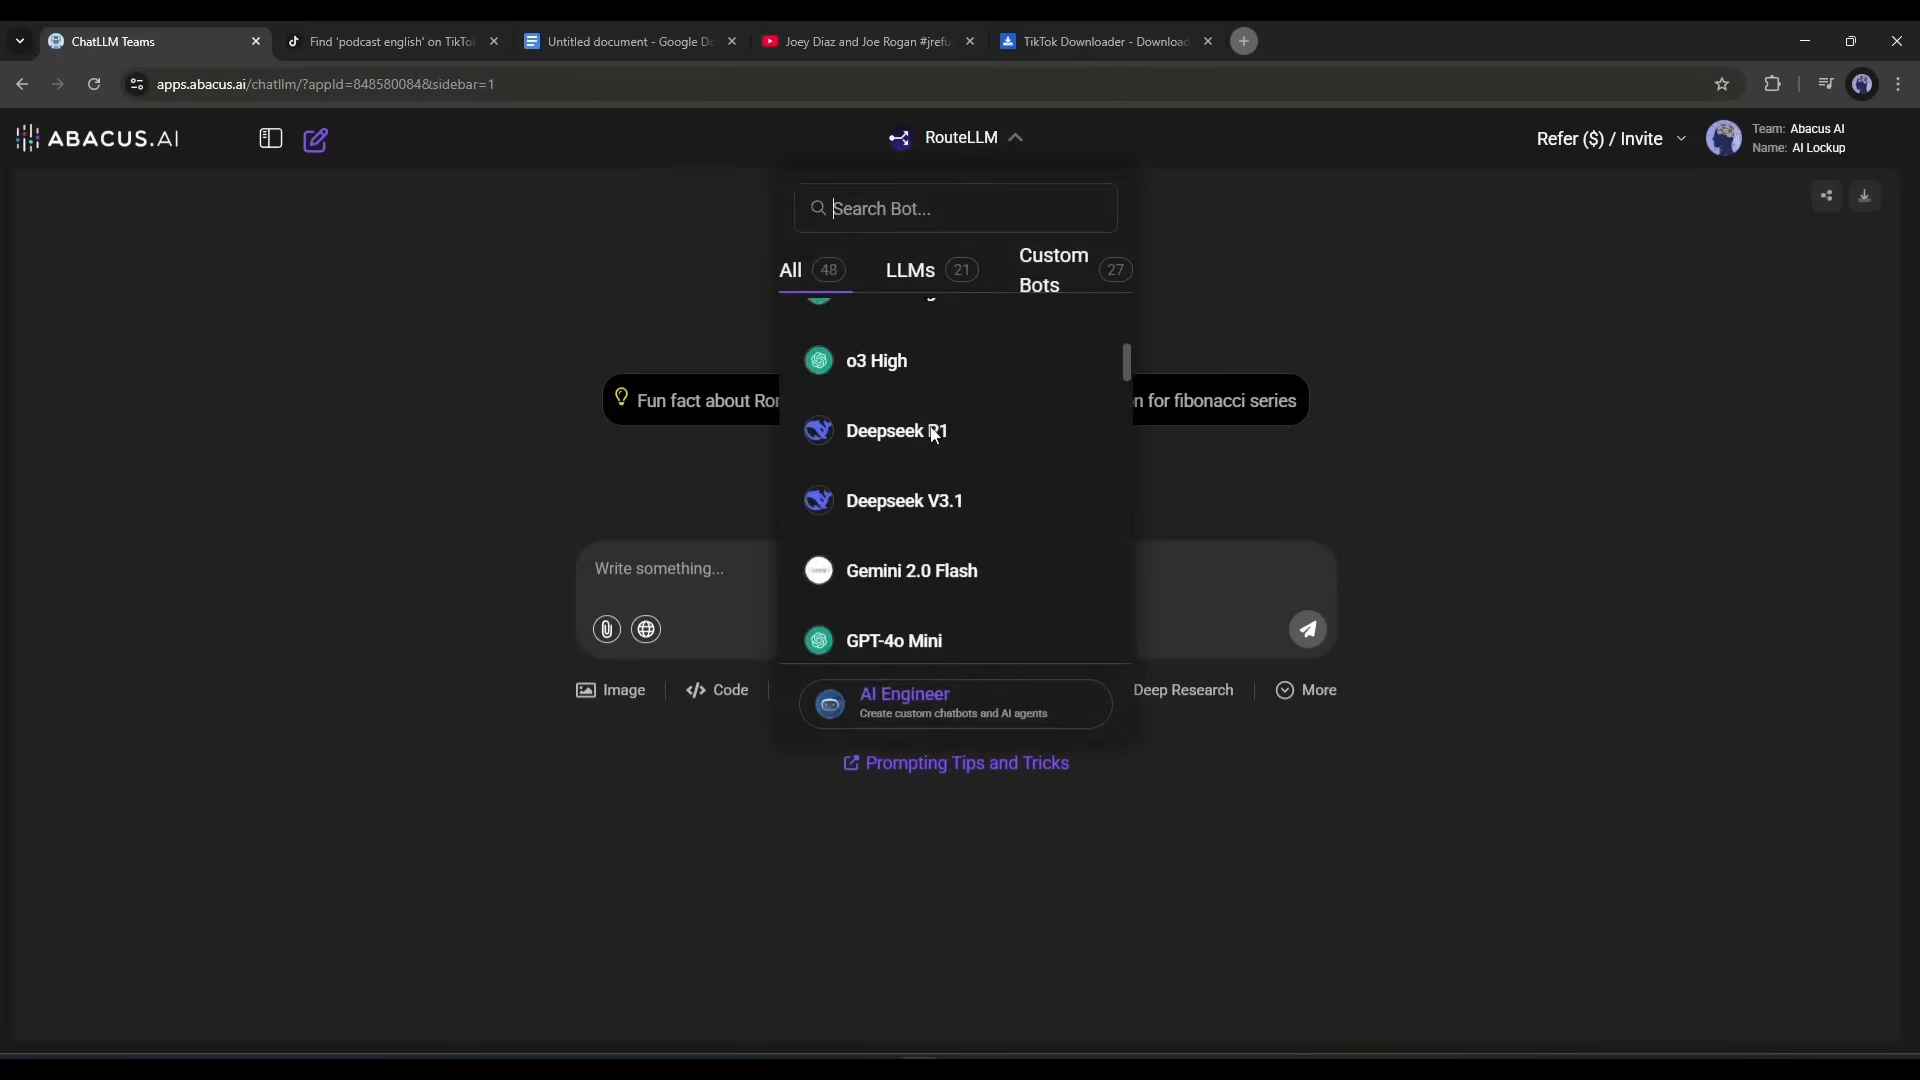 ChatLLM Teams
Find 'podcast english' on TikTo
Untitled document - Google Do
Joey Diaz and Joe Rogan #jrefu
TikTok Downloader - Download
apps.abacus.ai/chatllm/?appId=848580084&sidebar=1
ABACUS.AI
RouteLLM
Refer ($) / Invite
Team: Abacus AI
Name: AI Lockup
Search Bot...
All 48
LLMs 21
Custom Bots 27
o3 High
Fun fact about Ro
n for fibonacci series
Deepseek R1
Deepseek V3.1
Write something...
Gemini 2.0 Flash
GPT-4o Mini
Image
Code
Deep Research
More
AI Engineer
Create custom chatbots and AI agents
Prompting Tips and Tricks